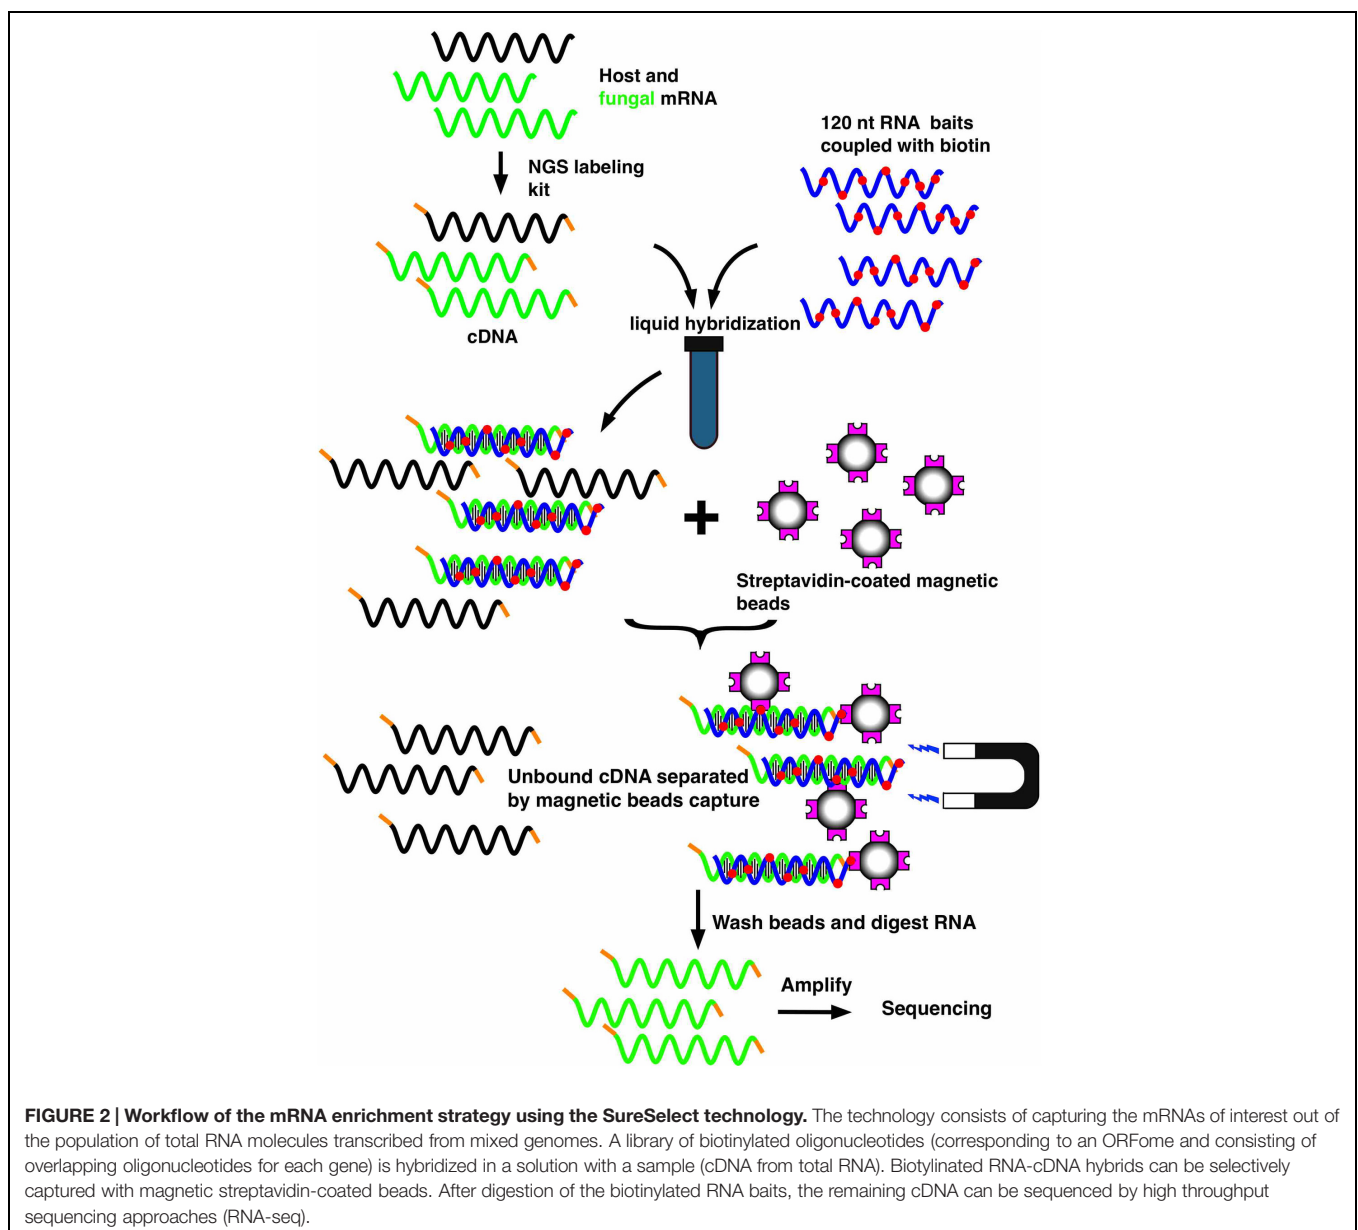 Host and
fungal mRNA
120 nt RNA baits
coupled with biotin
NGS labeling
kit
cDNA
liquid hybridization
Streptavidin-coated magnetic
beads
Unbound cDNA separated
by magnetic beads capture
Wash beads and digest RNA
Amplify
Sequencing
FIGURE 2 | Workflow of the mRNA enrichment strategy using the SureSelect technology. The technology consists of capturing the mRNAs of interest out of
the population of total RNA molecules transcribed from mixed genomes. A library of biotinylated oligonucleotides (corresponding to an ORFome and consisting of
overlapping oligonucleotides for each gene) is hybridized in a solution with a sample (cDNA from total RNA). Biotylinated RNA-cDNA hybrids can be selectively
captured with magnetic streptavidin-coated beads. After digestion of the biotinylated RNA baits, the remaining cDNA can be sequenced by high throughput
sequencing approaches (RNA-seq).